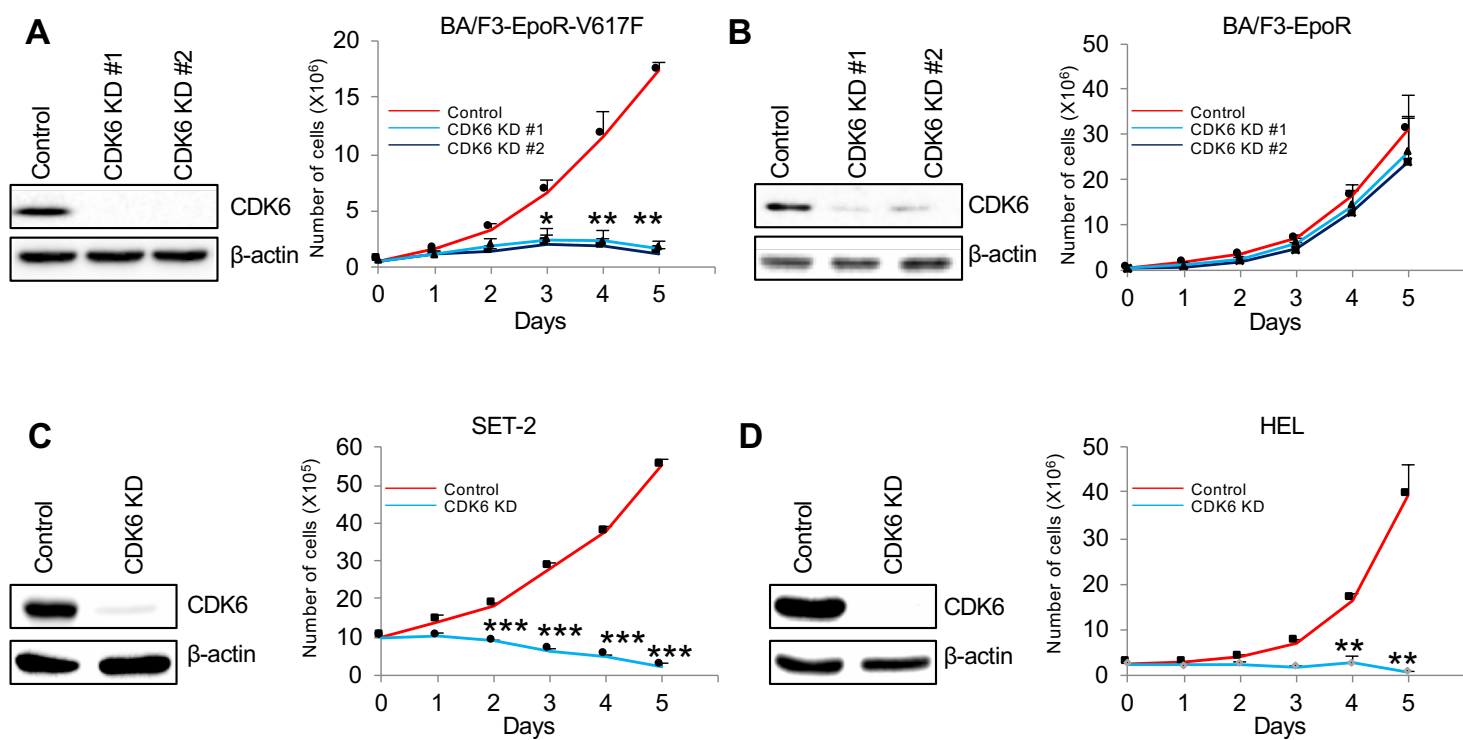 A
Control
CDK6 KD #1
CDK6 KD #2
CDK6
β-actin
BA/F3-EpoR-V617F
Number of cells (X10⁶)
20
15
10
5
0
Control
CDK6 KD #1
CDK6 KD #2
* ** **
0 1 2 3 4 5
Days
B
Control
CDK6 KD #1
CDK6 KD #2
CDK6
β-actin
BA/F3-EpoR
Number of cells (X10⁶)
50
40
30
20
10
0
Control
CDK6 KD #1
CDK6 KD #2
0 1 2 3 4 5
Days
C
Control
CDK6 KD
CDK6
β-actin
SET-2
Number of cells (X10⁵)
60
50
40
30
20
10
0
Control
CDK6 KD
*** *** *** ***
0 1 2 3 4 5
Days
D
Control
CDK6 KD
CDK6
β-actin
HEL
Number of cells (X10⁶)
50
40
30
20
10
0
Control
CDK6 KD
** **
0 1 2 3 4 5
Days